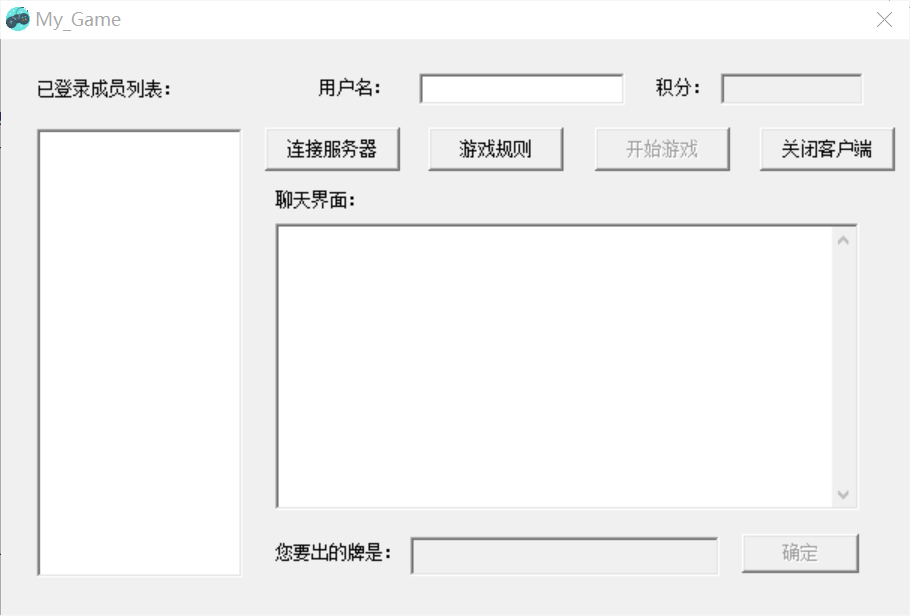 My_Game
已登录成员列表：
用户名：
积分：
连接服务器
游戏规则
开始游戏
关闭客户端
聊天界面：
您要出的牌是：
确定